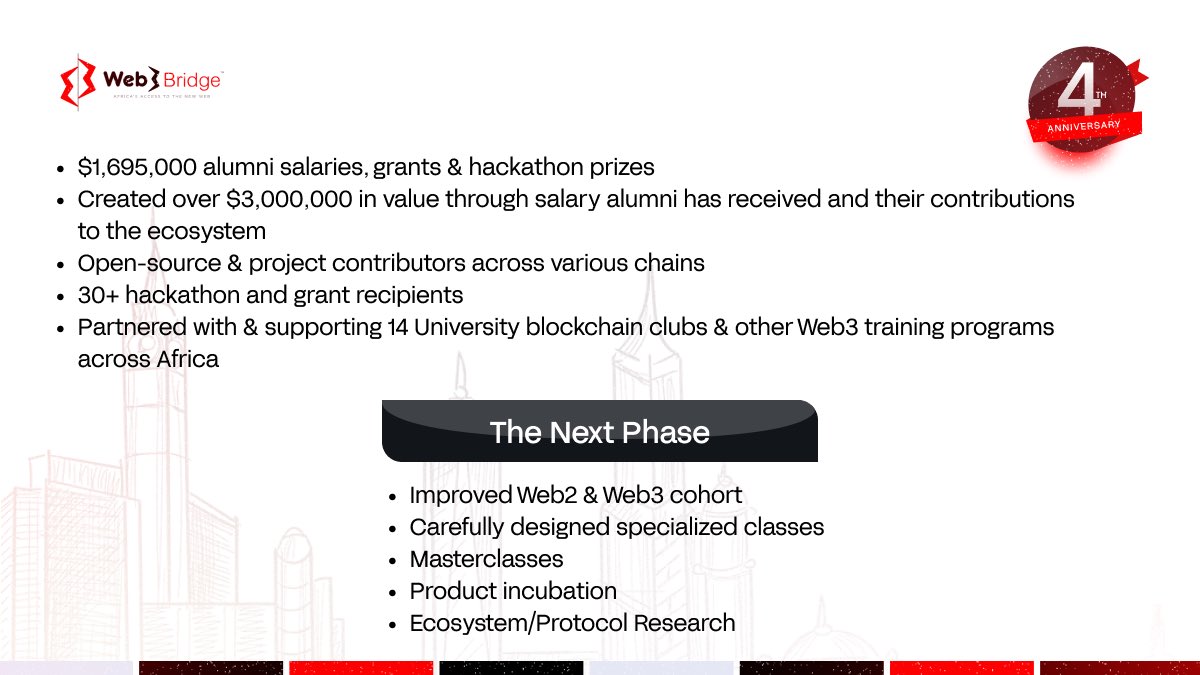 Web3 Bridge
AFRICA'S ACCESS TO THE NEW WEB
4TH
ANNIVERSARY
• $1,695,000 alumni salaries, grants & hackathon prizes
• Created over $3,000,000 in value through salary alumni has received and their contributions
to the ecosystem
• Open-source & project contributors across various chains
• 30+ hackathon and grant recipients
• Partnered with & supporting 14 University blockchain clubs & other Web3 training programs
across Africa
The Next Phase
• Improved Web2 & Web3 cohort
• Carefully designed specialized classes
• Masterclasses
• Product incubation
• Ecosystem/Protocol Research